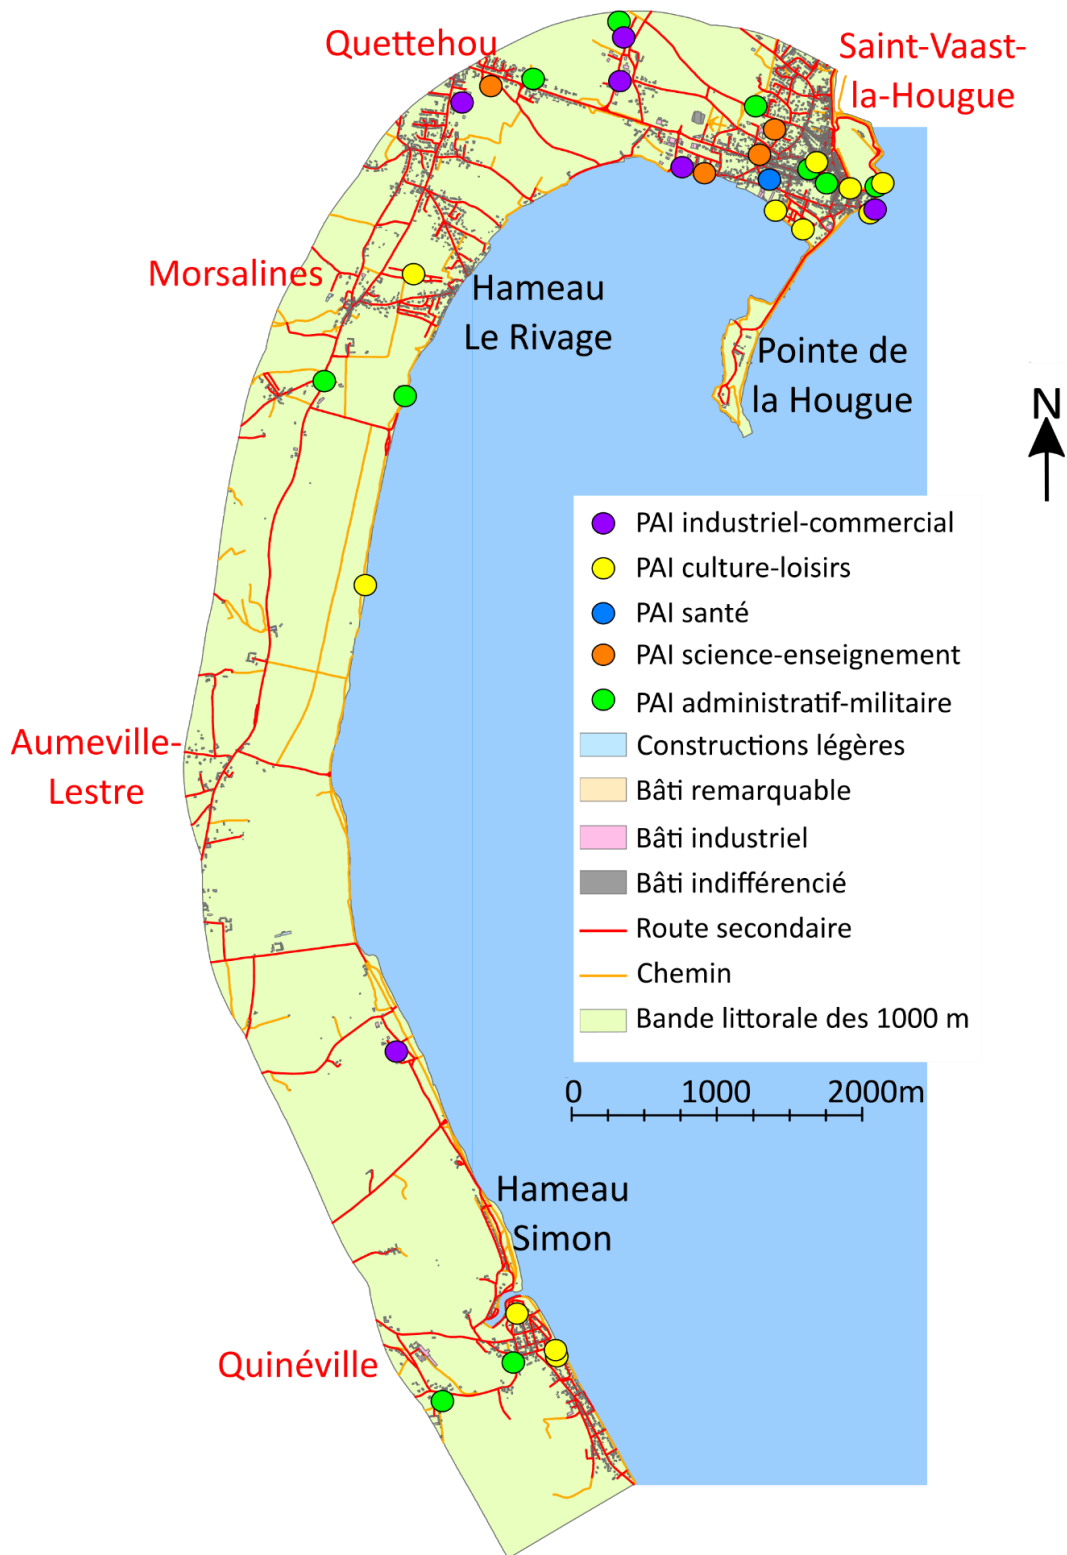 Quettehou
Saint-Vaast-
la-Hougue
Morsalines
Hameau
Le Rivage
Pointe de
la Hougue
N
PAI industriel-commercial
PAI culture-loisirs
PAI santé
PAI science-enseignement
PAI administratif-militaire
Constructions légères
Bâti remarquable
Bâti industriel
Bâti indifférencié
Route secondaire
Chemin
Bande littorale des 1000 m
Aumeville-
Lestre
0 1000 2000m
Hameau
Simon
Quinéville